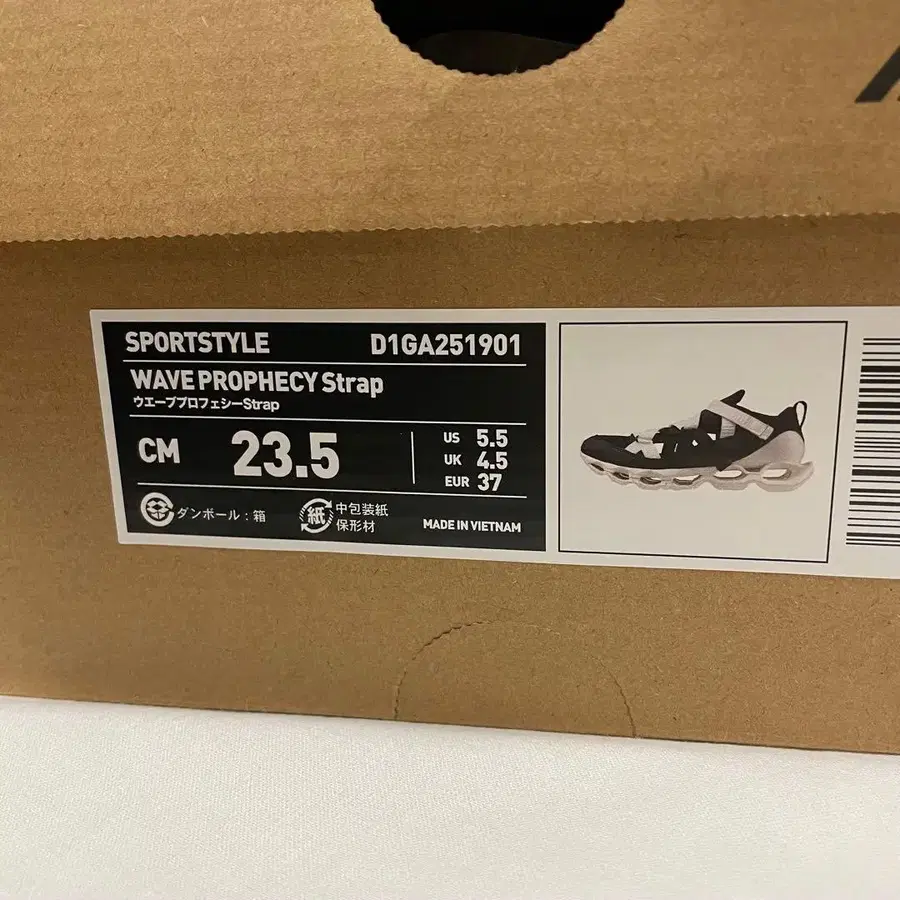 SPORTSTYLE D1GA251901
WAVE PROPHECY Strap
ウエーブプロフェシーStrap
CM 23.5
US 5.5
UK 4.5
EUR 37
ダンボール：箱
紙 中包装紙
保形材
MADE IN VIETNAM